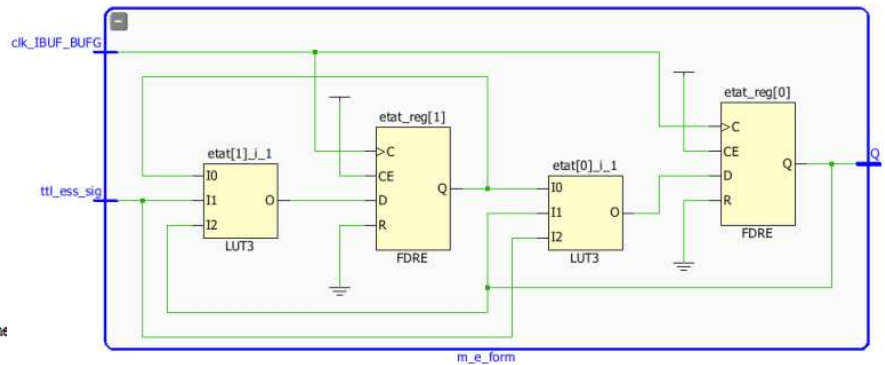 clk_IBUF_BUFG
etat_reg[0]
etat_reg[1]
C
CE
D
R
Q
FDRE
Q
etat[1]_i_1
I0
I1
I2
O
LUT3
C
CE
D
R
Q
FDRE
etat[0]_i_1
I0
I1
I2
O
LUT3
ttl_ess_sig
m_e_form